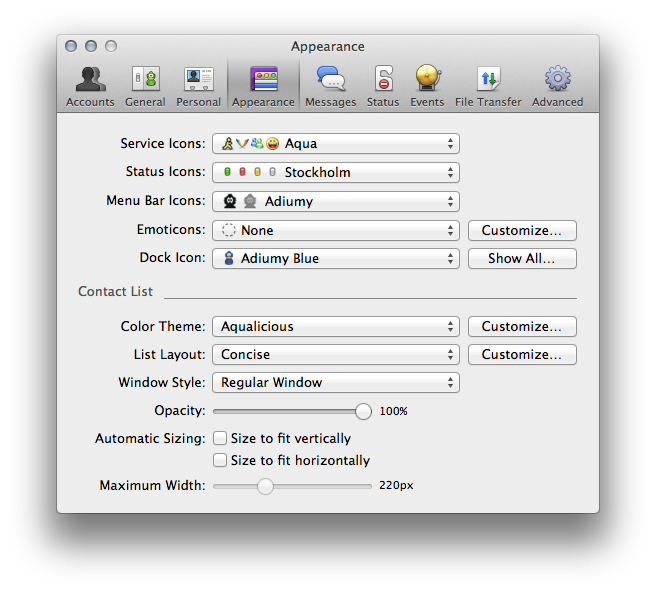 Appearance
Accounts General Personal Appearance Messages Status Events File Transfer Advanced
Service Icons: Aqua
Status Icons: Stockholm
Menu Bar Icons: Adiumy
Emoticons: None Customize...
Dock Icon: Adiumy Blue Show All...
Contact List
Color Theme: Aqualicious Customize...
List Layout: Concise Customize...
Window Style: Regular Window
Opacity: 100%
Automatic Sizing: Size to fit vertically
Size to fit horizontally
Maximum Width: 220px